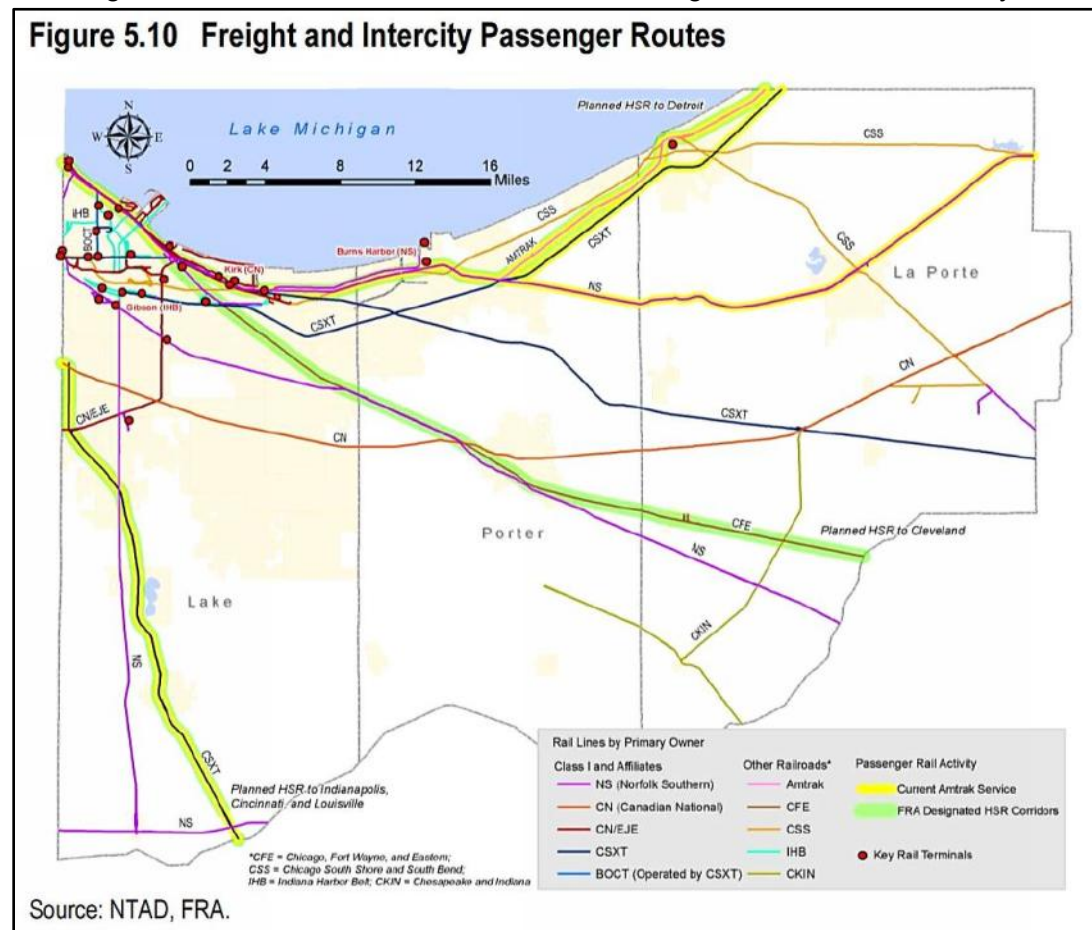 Figure 5.10 Freight and Intercity Passenger Routes
Planned HSR to Detroit
N
W E
S
Lake Michigan
0 2 4 8 12 16
Miles
CSS
IHB
BOCT
CSS
Burns Harbor (NS)
AMTRAK
CSXT
CSS
Kirk (CN)
La Porte
NS
Gibson (IHB)
CSXT
CN
CN/EJE
CSXT
CN
CFE
Planned HSR to Cleveland
Porter
NS
Lake
CKIN
NS
CSXT
Planned HSR to Indianapolis,
Cincinnati, and Louisville
NS
*CFE = Chicago, Fort Wayne, and Eastern;
CSS = Chicago South Shore and South Bend;
IHB = Indiana Harbor Belt; CKIN = Chesapeake and Indiana
Rail Lines by Primary Owner
Class I and Affiliates
NS (Norfolk Southern)
CN (Canadian National)
CN/EJE
CSXT
BOCT (Operated by CSXT)
Other Railroads*
Amtrak
CFE
CSS
IHB
CKIN
Passenger Rail Activity
Current Amtrak Service
FRA Designated HSR Corridors
Key Rail Terminals
Source: NTAD, FRA.